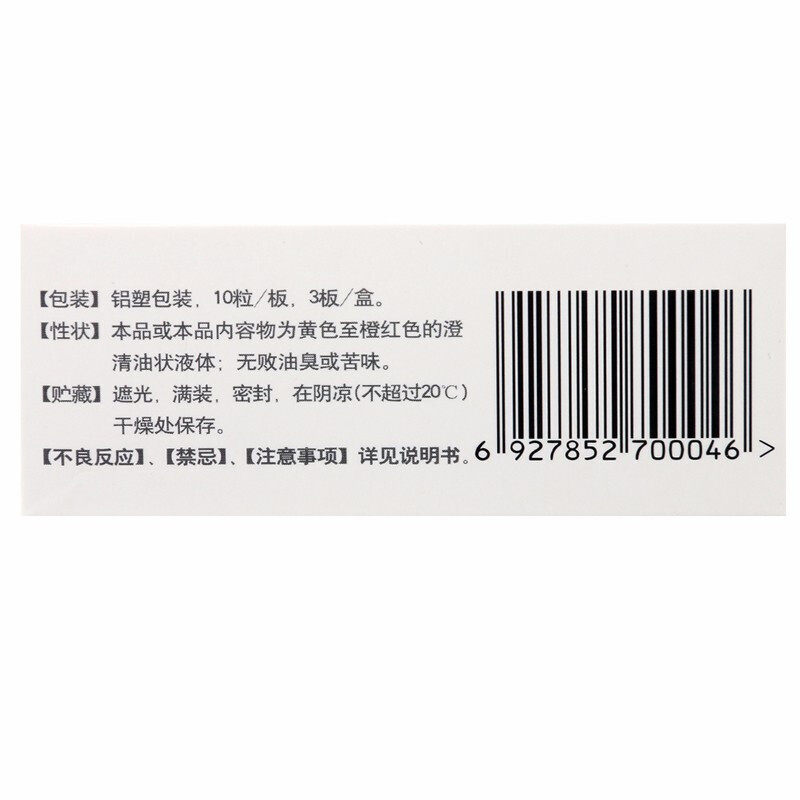 【包装】铝塑包装，10粒/板，3板/盒。
【性状】本品或本品内容物为黄色至橙红色的澄
清油状液体；无败油臭或苦味。
【贮藏】遮光，满装，密封，在阴凉(不超过20℃)
干燥处保存。
【不良反应】、【禁忌】、【注意事项】详见说明书。
6 927852 700046 >